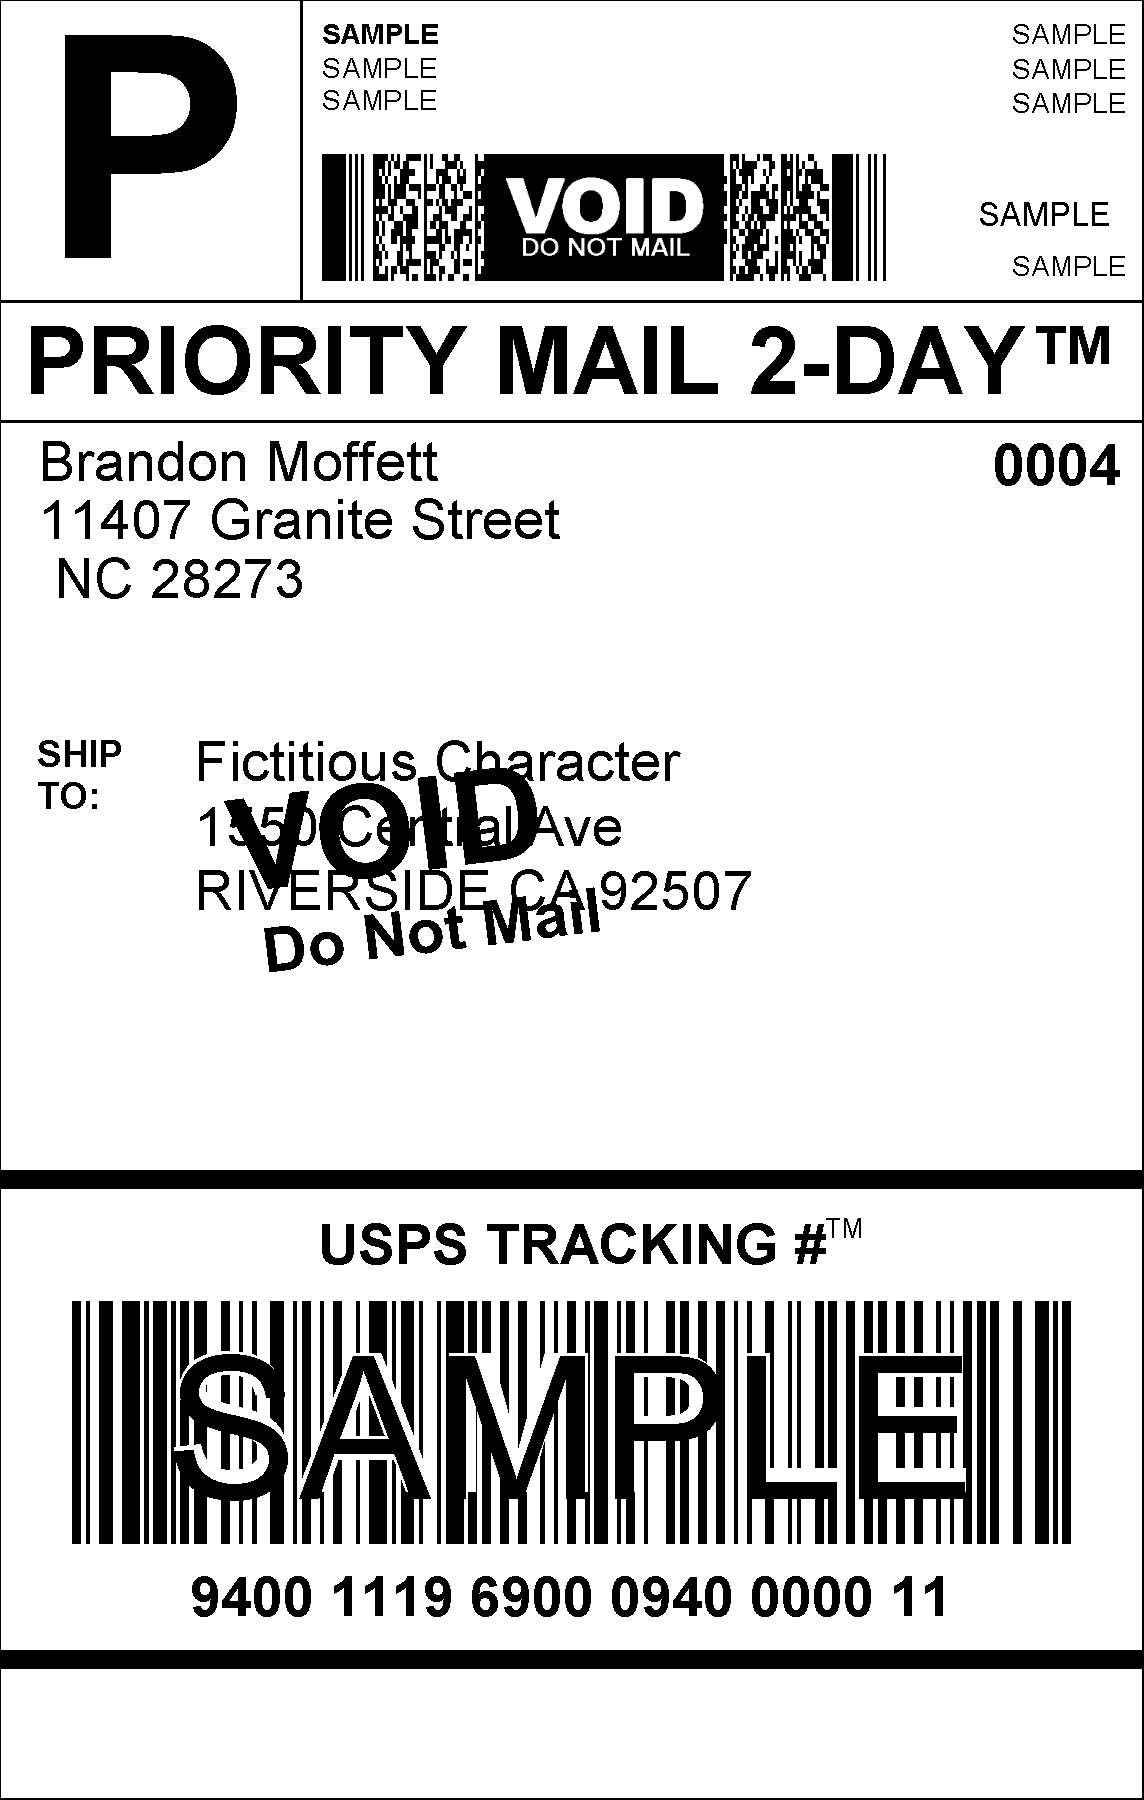 P
SAMPLE
SAMPLE
SAMPLE
SAMPLE
SAMPLE
SAMPLE
VOID
DO NOT MAIL
SAMPLE
SAMPLE
PRIORITY MAIL 2-DAY™
Brandon Moffett
0004
11407 Granite Street
NC 28273
SHIP
TO:
Fictitious Character
1550 Central Ave
RIVERSIDE CA 92507
VOID
Do Not Mail
USPS TRACKING #™
SAMPLE
9400 1119 6900 0940 0000 11